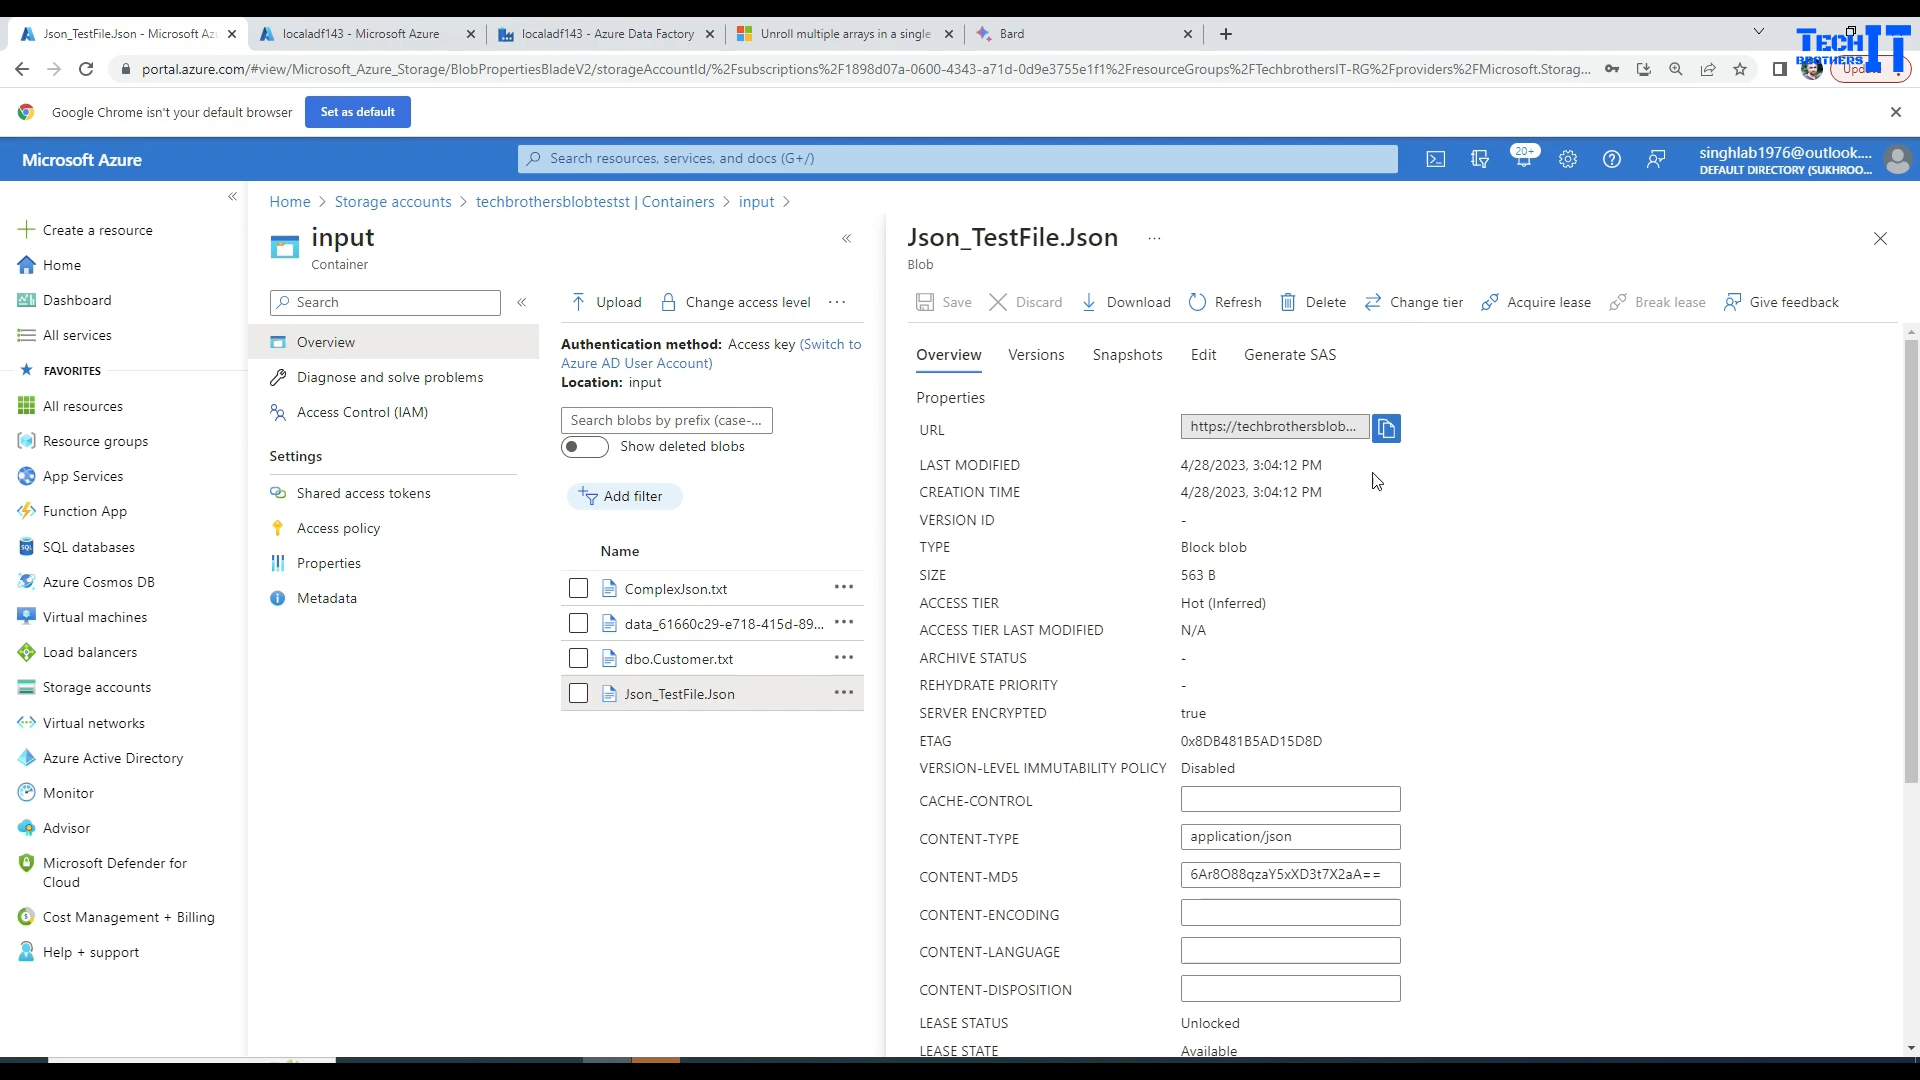 Json_TestFile.Json - Microsoft Az
localadf143 - Microsoft Azure
localadf143 - Azure Data Factory
Unroll multiple arrays in a single
Bard
TECH IT
BROTHERS
portal.azure.com/#view/Microsoft_Azure_Storage/BlobPropertiesBladeV2/storageAccountId/%2Fsubscriptions%2F1898d07a-0600-4343-a71d-0d9e3755e1f1%2FresourceGroups%2FTechbrothersIT-RG%2Fproviders%2FMicrosoft.Storag...
Google Chrome isn't your default browser
Set as default
Microsoft Azure
Search resources, services, and docs (G+/)
20+
singhlab1976@outlook....
DEFAULT DIRECTORY (SUKHROO...
Create a resource
Home
Dashboard
All services
FAVORITES
All resources
Resource groups
App Services
Function App
SQL databases
Azure Cosmos DB
Virtual machines
Load balancers
Storage accounts
Virtual networks
Azure Active Directory
Monitor
Advisor
Microsoft Defender for
Cloud
Cost Management + Billing
Help + support
Home > Storage accounts > techbrothersblobtestst | Containers > input >
input
Container
Search
Overview
Diagnose and solve problems
Access Control (IAM)
Settings
Shared access tokens
Access policy
Properties
Metadata
Upload
Change access level
Authentication method: Access key (Switch to
Azure AD User Account)
Location: input
Search blobs by prefix (case-...
Show deleted blobs
Add filter
Name
ComplexJson.txt
data_61660c29-e718-415d-89...
dbo.Customer.txt
Json_TestFile.Json
Json_TestFile.Json
Blob
Save
Discard
Download
Refresh
Delete
Change tier
Acquire lease
Break lease
Give feedback
Overview
Versions
Snapshots
Edit
Generate SAS
Properties
URL https://techbrothersblob...
LAST MODIFIED 4/28/2023, 3:04:12 PM
CREATION TIME 4/28/2023, 3:04:12 PM
VERSION ID -
TYPE Block blob
SIZE 563 B
ACCESS TIER Hot (Inferred)
ACCESS TIER LAST MODIFIED N/A
ARCHIVE STATUS -
REHYDRATE PRIORITY -
SERVER ENCRYPTED true
ETAG 0x8DB481B5AD15D8D
VERSION-LEVEL IMMUTABILITY POLICY Disabled
CACHE-CONTROL
CONTENT-TYPE application/json
CONTENT-MD5 6Ar8O88qzaY5xXD3t7X2aA==
CONTENT-ENCODING
CONTENT-LANGUAGE
CONTENT-DISPOSITION
LEASE STATUS Unlocked
LEASE STATE Available